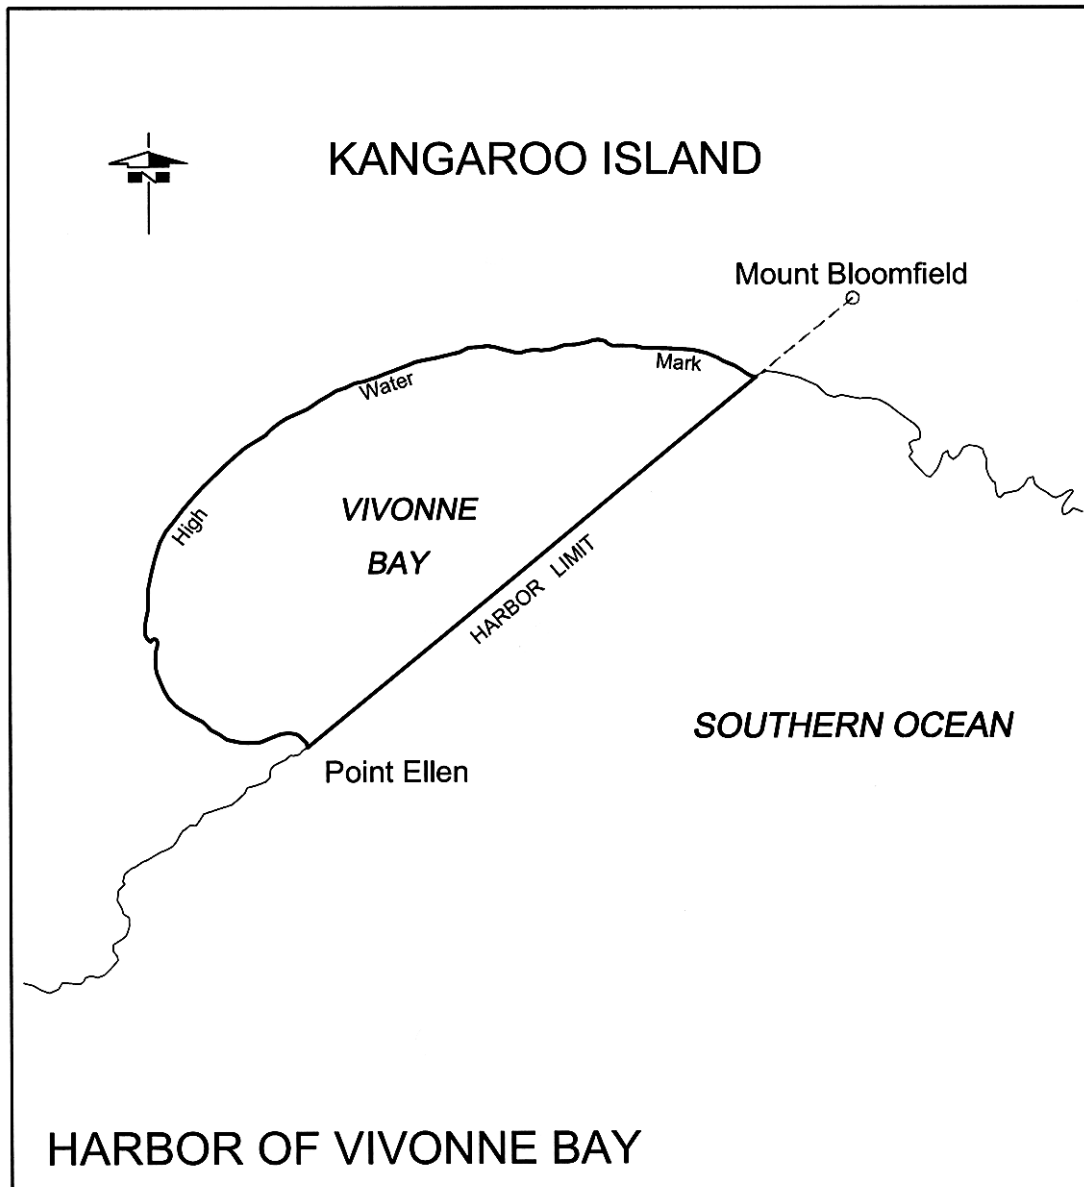 N
KANGAROO ISLAND
Mount Bloomfield
High Water Mark
VIVONNE
BAY
HARBOR LIMIT
SOUTHERN OCEAN
Point Ellen
HARBOR OF VIVONNE BAY